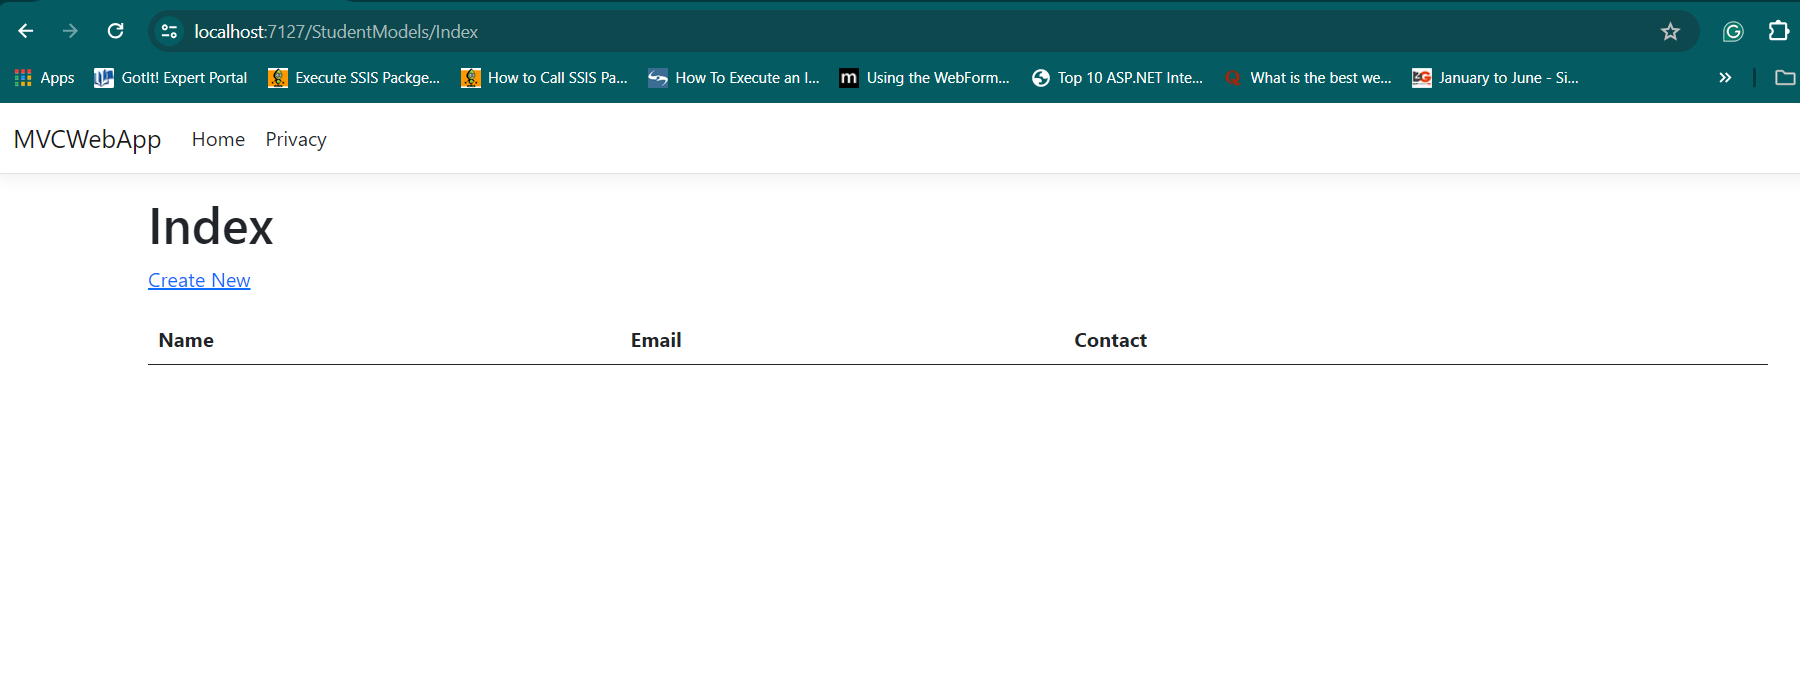 localhost:7127/StudentModels/Index
Apps GotIt! Expert Portal Execute SSIS Packge... How to Call SSIS Pa... How To Execute an I... m Using the WebForm... Top 10 ASP.NET Inte... Q What is the best we... January to June - Si... »
MVCWebApp Home Privacy
Index
Create New
Name Email Contact